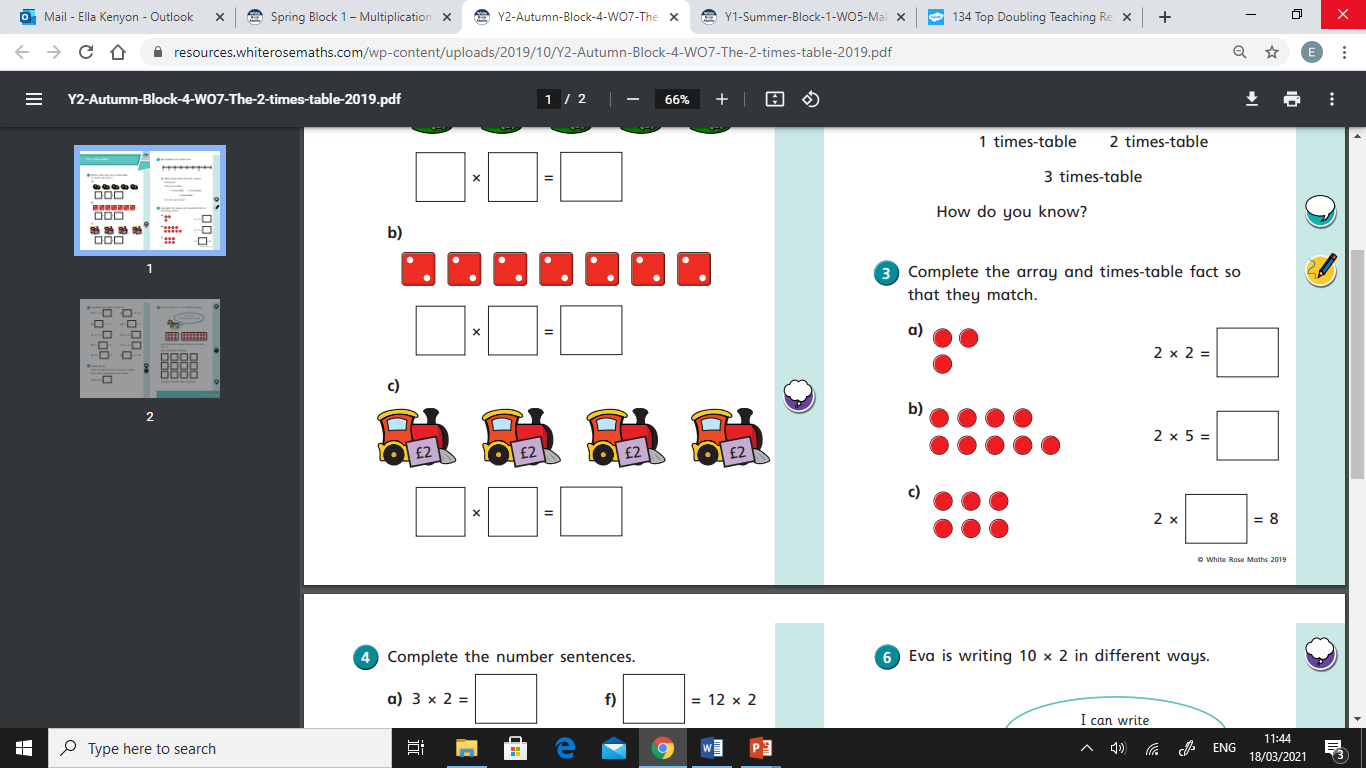 Mail - Ella Kenyon - Outlook
Spring Block 1 – Multiplication
Y2-Autumn-Block-4-WO7-The
Y1-Summer-Block-1-WO5-Mal
134 Top Doubling Teaching Re
resources.whiterosemaths.com/wp-content/uploads/2019/10/Y2-Autumn-Block-4-WO7-The-2-times-table-2019.pdf
E
Y2-Autumn-Block-4-WO7-The-2-times-table-2019.pdf
1 / 2
66%
1
2
× =
b)
× =
c)
£2 £2 £2 £2
× =
1 times-table 2 times-table
3 times-table
How do you know?
3 Complete the array and times-table fact so
that they match.
a) 2 × 2 =
b) 2 × 5 =
c) 2 × = 8
© White Rose Maths 2019
4 Complete the number sentences.
a) 3 × 2 =
f) = 12 × 2
6 Eva is writing 10 × 2 in different ways.
I can write
Type here to search
ENG
11:44
18/03/2021
3